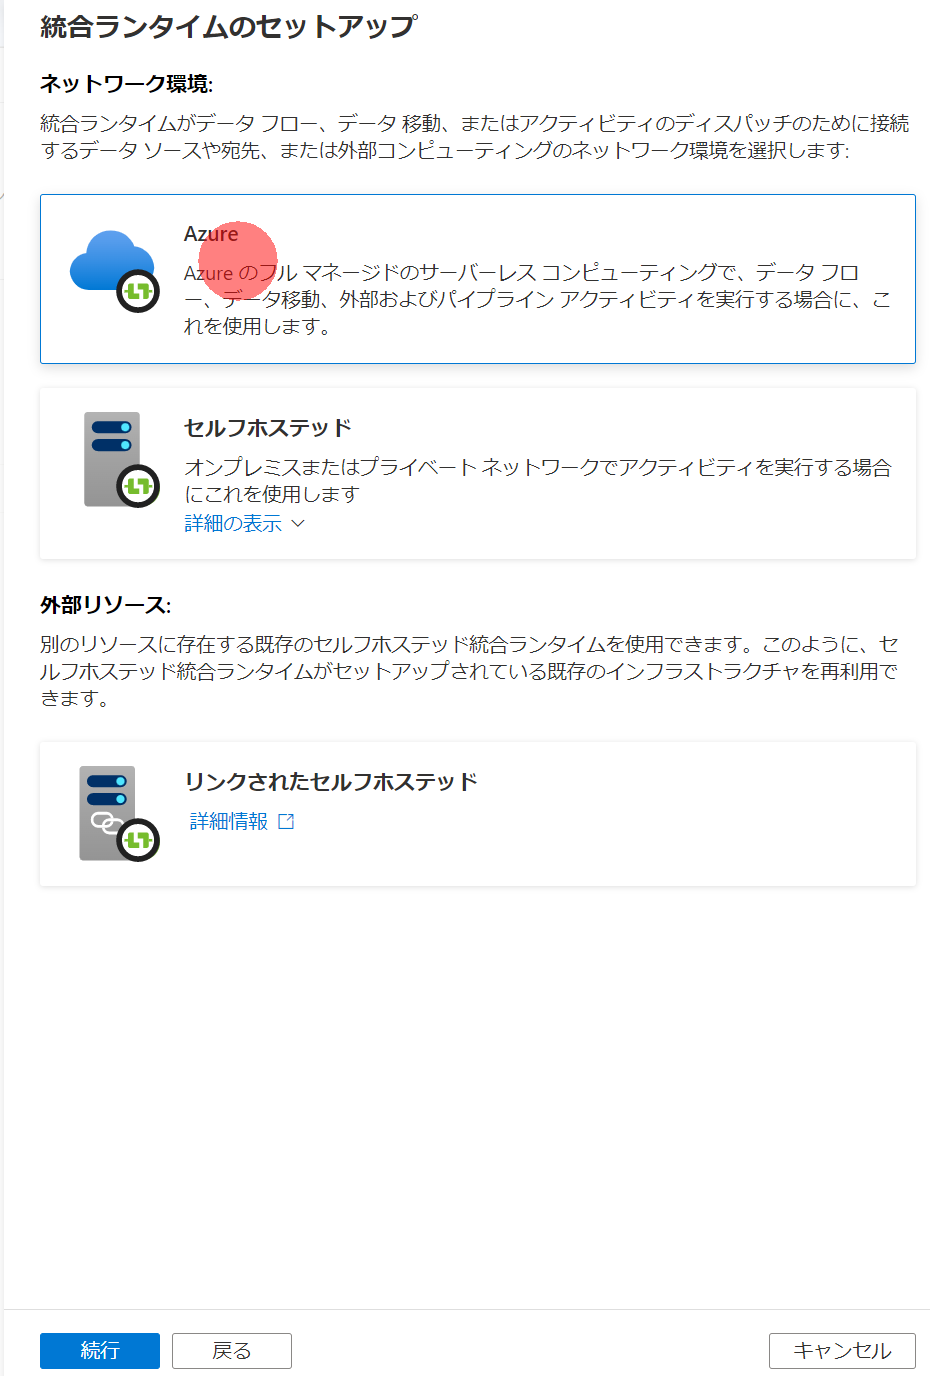 統合ランタイムのセットアップ
ネットワーク環境:
統合ランタイムがデータ フロー、データ 移動、またはアクティビティのディスパッチのために接続
するデータ ソースや宛先、または外部コンピューティングのネットワーク環境を選択します:
Azure
Azure のフル マネージドのサーバーレス コンピューティングで、データ フロ
ー、データ移動、外部およびパイプライン アクティビティを実行する場合に、こ
れを使用します。
セルフホステッド
オンプレミスまたはプライベート ネットワークでアクティビティを実行する場合
にこれを使用します
詳細の表示
外部リソース:
別のリソースに存在する既存のセルフホステッド統合ランタイムを使用できます。このように、セ
ルフホステッド統合ランタイムがセットアップされている既存のインフラストラクチャを再利用で
きます。
リンクされたセルフホステッド
詳細情報
続行
戻る
キャンセル